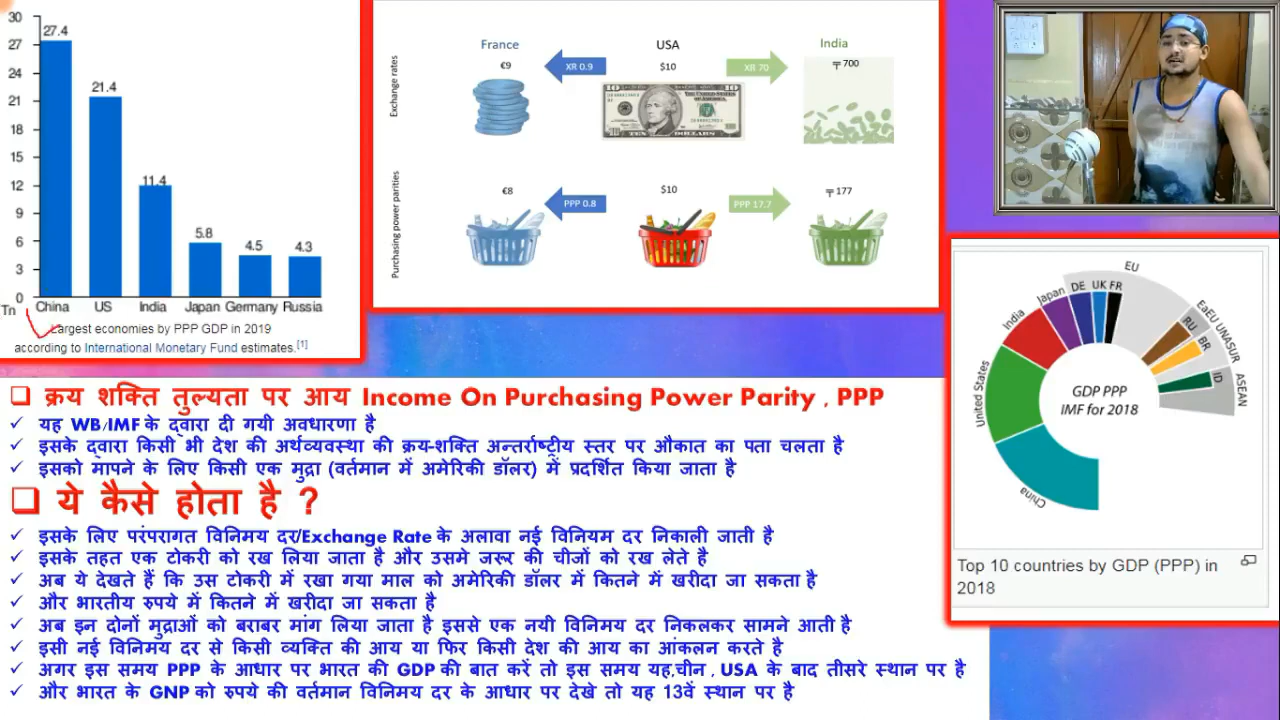 30
27
24
21
18
15
12
9
6
3
0
Tn
27.4
21.4
11.4
5.8
4.5
4.3
China US India Japan Germany Russia
Largest economies by PPP GDP in 2019
according to International Monetary Fund estimates.[1]
Exchange rates
France USA India
€9 XR 0.9 $10 XR 70 ₸700
Purchasing power parities
€8 PPP 0.8 $10 PPP 17.7 ₸177
EU
EaEU UNASUR
ASEAN
United States
China
India
Japan
DE
UK
FR
RU
BR
ID
GDP PPP
IMF for 2018
Top 10 countries by GDP (PPP) in
2018
❑ क्रय शक्ति तुल्यता पर आय Income On Purchasing Power Parity , PPP
✓ यह WB/IMF के द्वारा दी गयी अवधारणा है
✓ इसके द्वारा किसी भी देश की अर्थव्यवस्था की क्रय-शक्ति अन्तर्राष्ट्रीय स्तर पर औकात का पता चलता है
✓ इसको मापने के लिए किसी एक मुद्रा (वर्तमान में अमेरिकी डॉलर) में प्रदर्शित किया जाता है
❑ ये कैसे होता है ?
✓ इसके लिए परंपरागत विनिमय दर/Exchange Rate के अलावा नई विनियम दर निकाली जाती है
✓ इसके तहत एक टोकरी को रख लिया जाता है और उसमे जरूर की चीजों को रख लेते है
✓ अब ये देखते हैं कि उस टोकरी में रखा गया माल को अमेरिकी डॉलर में कितने में खरीदा जा सकता है
✓ और भारतीय रुपये में कितने में खरीदा जा सकता है
✓ अब इन दोनों मुद्राओं को बराबर मांग लिया जाता है इससे एक नयी विनिमय दर निकलकर सामने आती है
✓ इसी नई विनिमय दर से किसी व्यक्ति की आय या फिर किसी देश की आय का आंकलन करते है
✓ अगर इस समय PPP के आधार पर भारत की GDP की बात करें तो इस समय यह,चीन , USA के बाद तीसरे स्थान पर है
✓ और भारत के GNP को रुपये की वर्तमान विनिमय दर के आधार पर देखे तो यह 13वें स्थान पर है